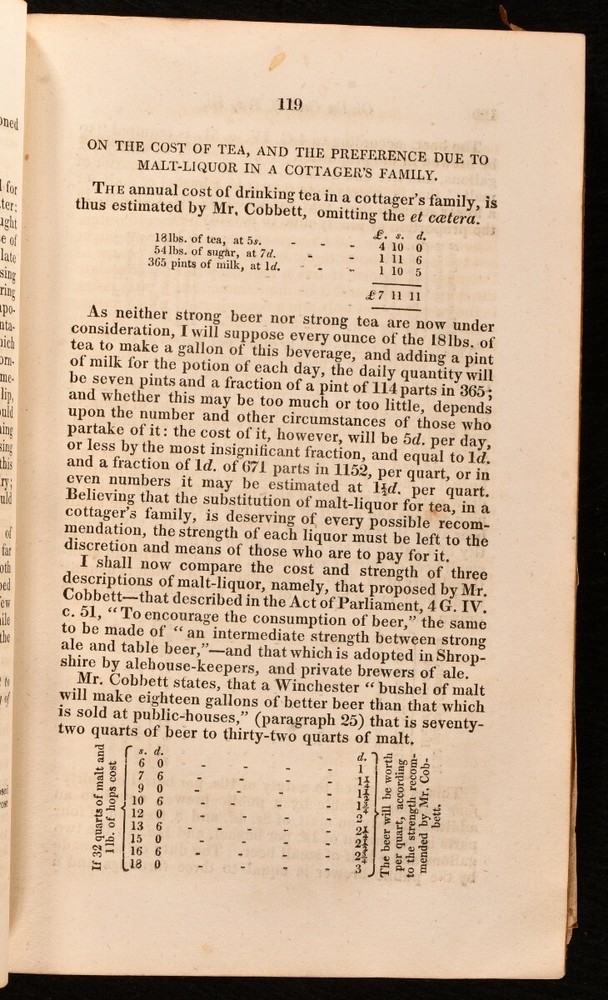 119
ON THE COST OF TEA, AND THE PREFERENCE DUE TO
MALT-LIQUOR IN A COTTAGER'S FAMILY.
THE annual cost of drinking tea in a cottager's family, is
thus estimated by Mr. Cobbett, omitting the et cætera.
£. s. d.
18 lbs. of tea, at 5s. - - - 4 10 0
54 lbs. of sugar, at 7d. - - 1 11 6
365 pints of milk, at 1d. - - - 1 10 5
£7 11 11
As neither strong beer nor strong tea are now under
consideration, I will suppose every ounce of the 18 lbs. of
tea to make a gallon of this beverage, and adding a pint
of milk for the potion of each day, the daily quantity will
be seven pints and a fraction of a pint of 114 parts in 365;
and whether this may be too much or too little, depends
upon the number and other circumstances of those who
partake of it: the cost of it, however, will be 5d. per day,
or less by the most insignificant fraction, and equal to 1d.
and a fraction of 1d. of 671 parts in 1152, per quart, or in
even numbers it may be estimated at 1½d. per quart.
Believing that the substitution of malt-liquor for tea, in a
cottager's family, is deserving of every possible recom-
mendation, the strength of each liquor must be left to the
discretion and means of those who are to pay for it.
I shall now compare the cost and strength of three
descriptions of malt-liquor, namely, that proposed by Mr.
Cobbett—that described in the Act of Parliament, 4 G. IV.
c. 51, "To encourage the consumption of beer," the same
to be made of "an intermediate strength between strong
ale and table beer,"—and that which is adopted in Shrop-
shire by alehouse-keepers, and private brewers of ale.
Mr. Cobbett states, that a Winchester "bushel of malt
will make eighteen gallons of better beer than that which
is sold at public-houses," (paragraph 25) that is seventy-
two quarts of beer to thirty-two quarts of malt.
If 32 quarts of malt and
1 lb. of hops cost
s. d. d.
6 0 - - - - 1
7 6 - - - - 1¼
9 0 - - - - 1½
10 6 - - - - 1¾
12 0 - - - - 2
13 6 - - - - 2¼
15 0 - - - - 2½
16 6 - - - - 2¾
18 0 - - - - 3
The beer will be worth
per quart, according
to the strength recom-
mended by Mr. Cob-
bett.